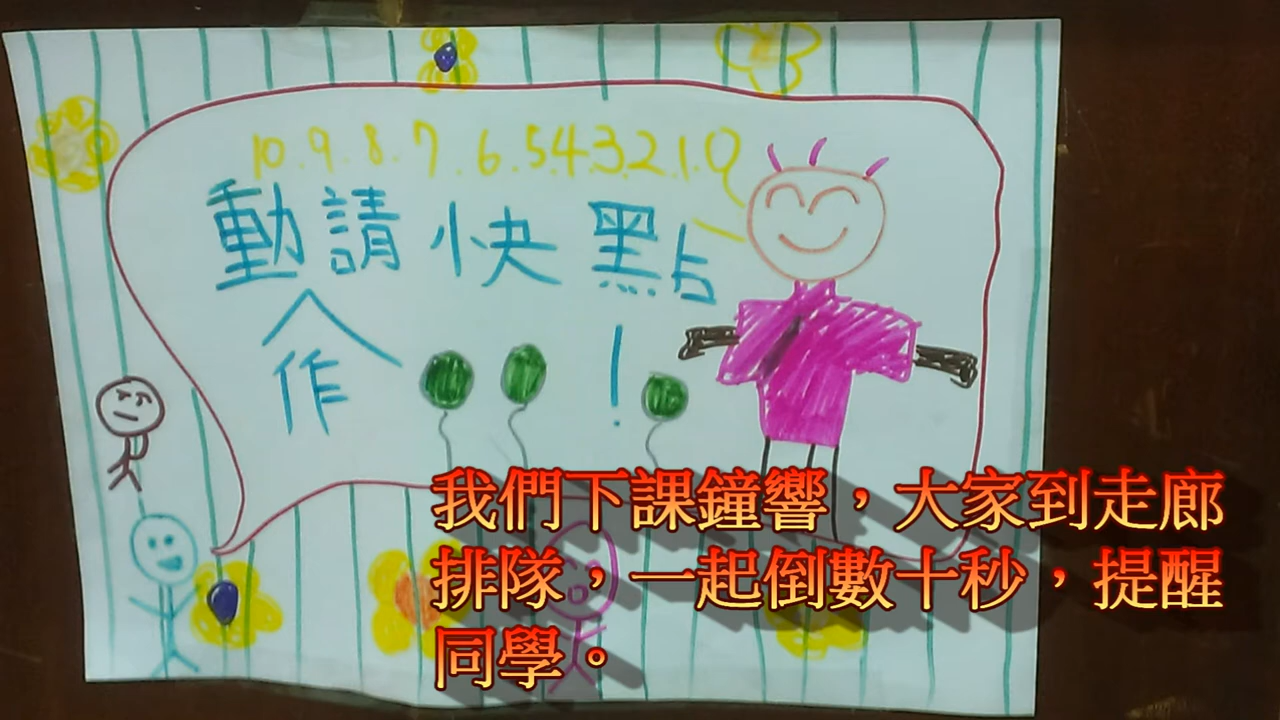 10.9.8.7.6.5.4.3.2.1.0
動請快點
作！
我們下課鐘響，大家到走廊
排隊，一起倒數十秒，提醒
同學。